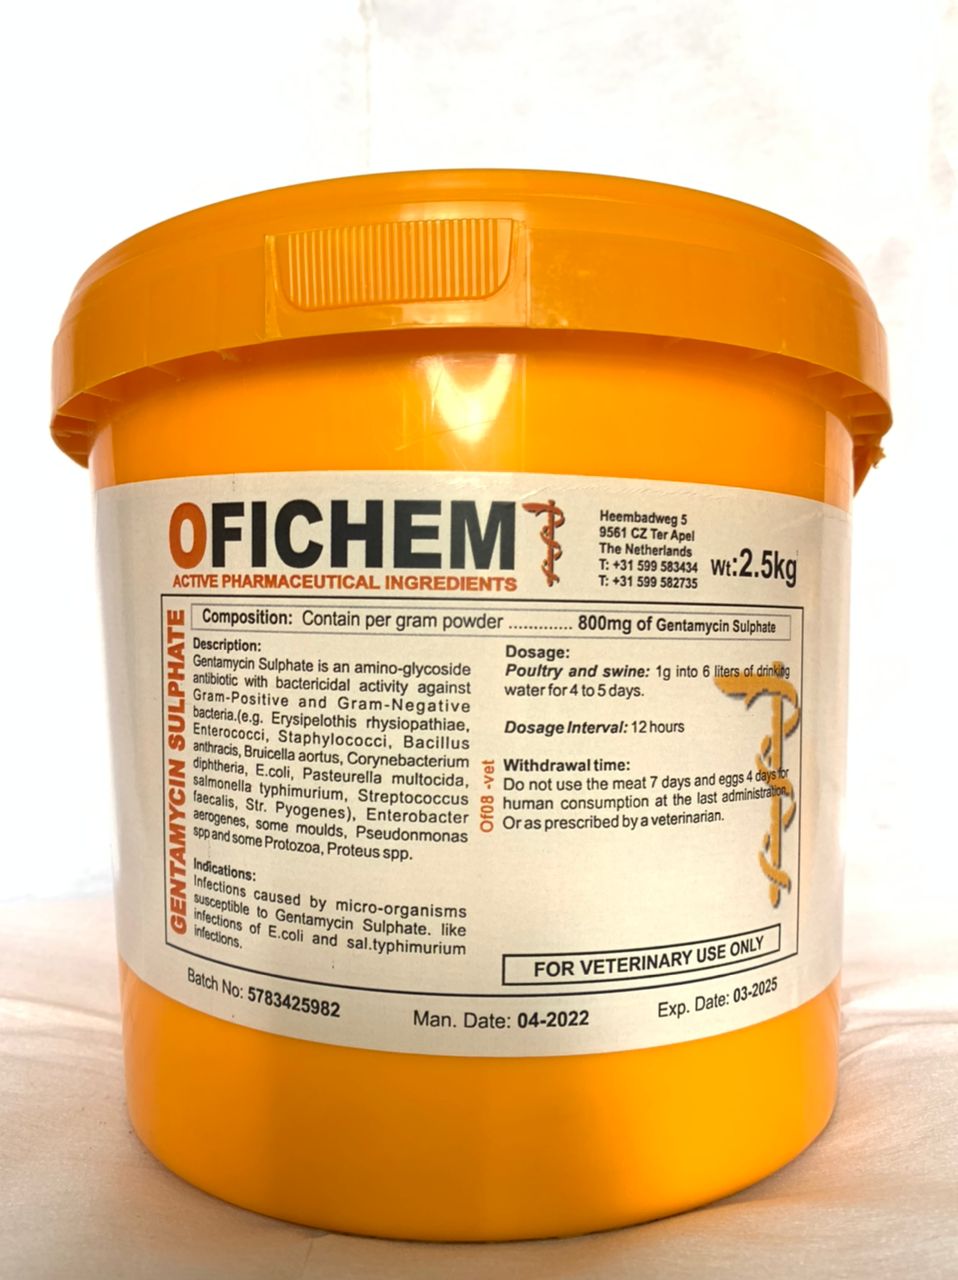 OFICHEM
ACTIVE PHARMACEUTICAL INGREDIENTS
Heembadweg 5
9561 CZ Ter Apel
The Netherlands
T: +31 599 583434
T: +31 599 582735
Wt:2.5kg
GENTAMYCIN SULPHATE
Composition: Contain per gram powder ............. 800mg of Gentamycin Sulphate
Description:
Gentamycin Sulphate is an amino-glycoside
antibiotic with bactericidal activity against
Gram-Positive and Gram-Negative
bacteria.(e.g. Erysipelothis rhysiopathiae,
Enterococci, Staphylococci, Bacillus
anthracis, Bruicella aortus, Corynebacterium
diphtheria, E.coli, Pasteurella multocida,
salmonella typhimurium, Streptococcus
faecalis, Str. Pyogenes), Enterobacter
aerogenes, some moulds, Pseudonmonas
spp and some Protozoa, Proteus spp.
Indications:
Infections caused by micro-organisms
susceptible to Gentamycin Sulphate. like
infections of E.coli and sal.typhimurium
infections.
Of08 -vet
Dosage:
Poultry and swine: 1g into 6 liters of drinking
water for 4 to 5 days.
Dosage Interval: 12 hours
Withdrawal time:
Do not use the meat 7 days and eggs 4 days for
human consumption at the last administration,
Or as prescribed by a veterinarian.
FOR VETERINARY USE ONLY
Batch No: 5783425982
Man. Date: 04-2022
Exp. Date: 03-2025